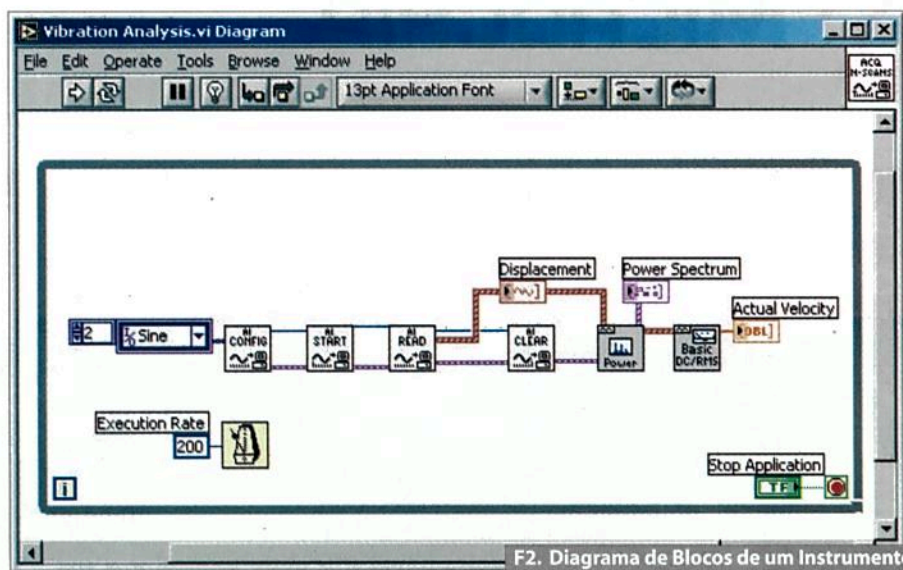 Vibration Analysis.vi Diagram
File Edit Operate Tools Browse Window Help
13pt Application Font
ACQ
N-SCANS
Displacement
Power Spectrum
Actual Velocity
2
Sine
AI
CONFIG
AI
START
AI
READ
AI
CLEAR
Power
Basic
DC/RMS
DBL
Execution Rate
200
Stop Application
TF
i
F2. Diagrama de Blocos de um Instrumento